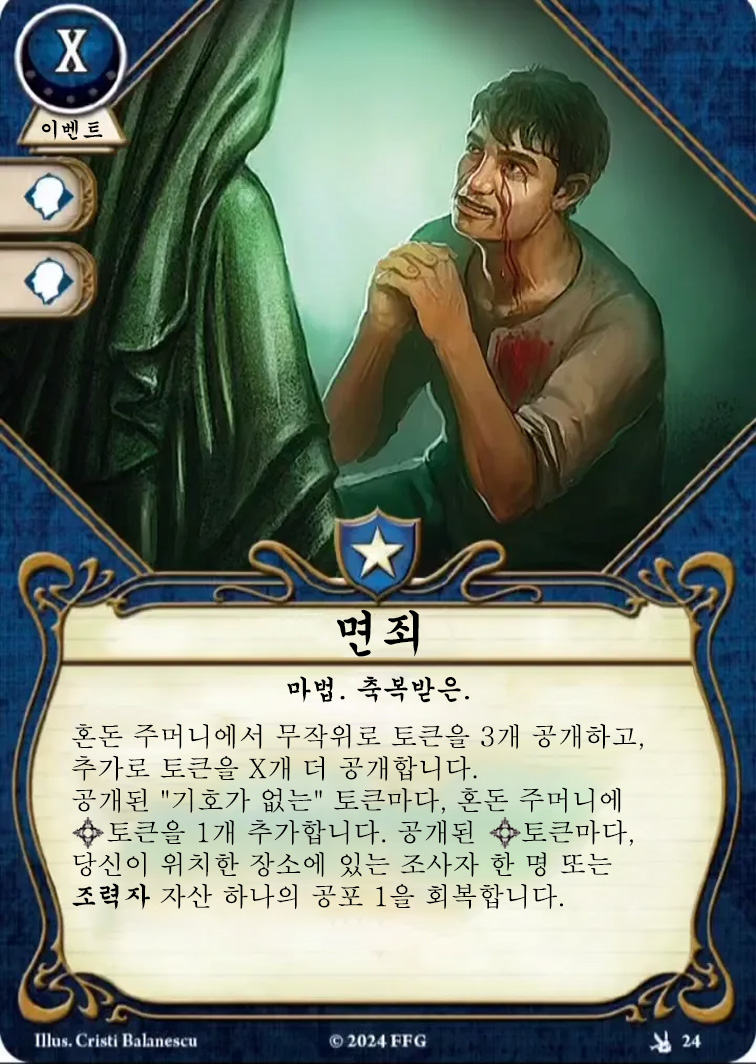 X
이벤트
면죄
마법. 축복받은.
혼돈 주머니에서 무작위로 토큰을 3개 공개하고,
추가로 토큰을 X개 더 공개합니다.
공개된 "기호가 없는" 토큰마다, 혼돈 주머니에
토큰을 1개 추가합니다. 공개된 토큰마다,
당신이 위치한 장소에 있는 조사자 한 명 또는
조력자 자산 하나의 공포 1을 회복합니다.
Illus. Cristi Balanescu
© 2024 FFG
24